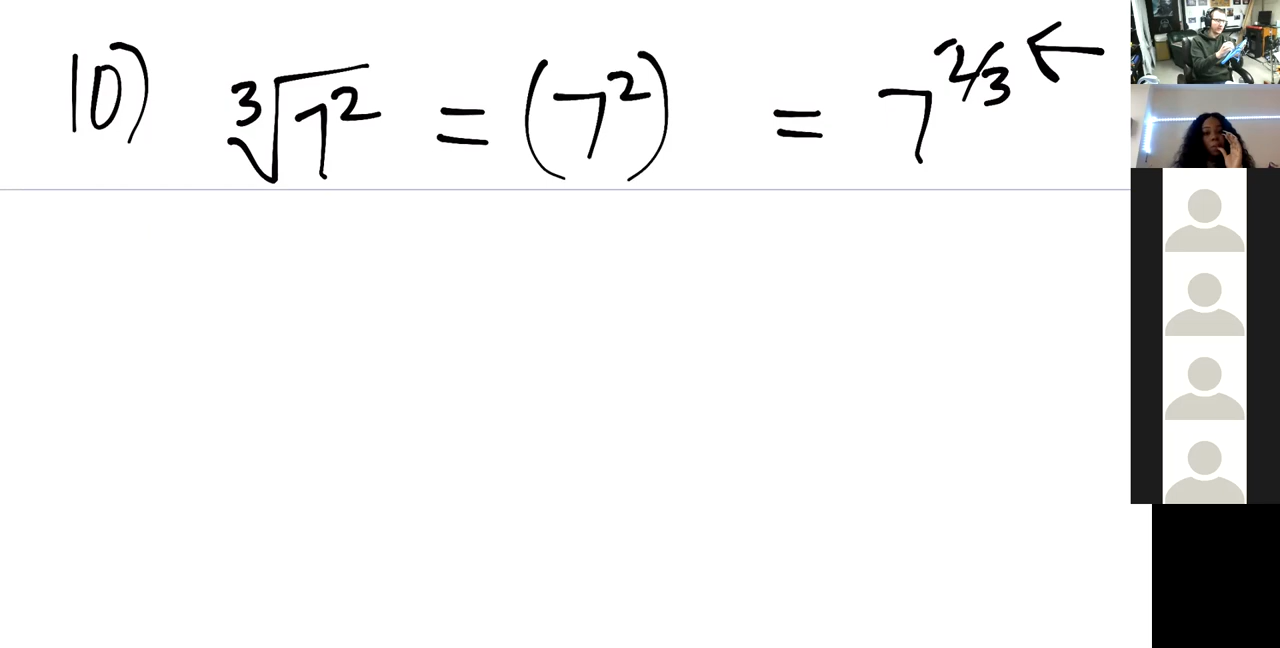 10) ∛7² = (7²) = 7^{2/3} ←